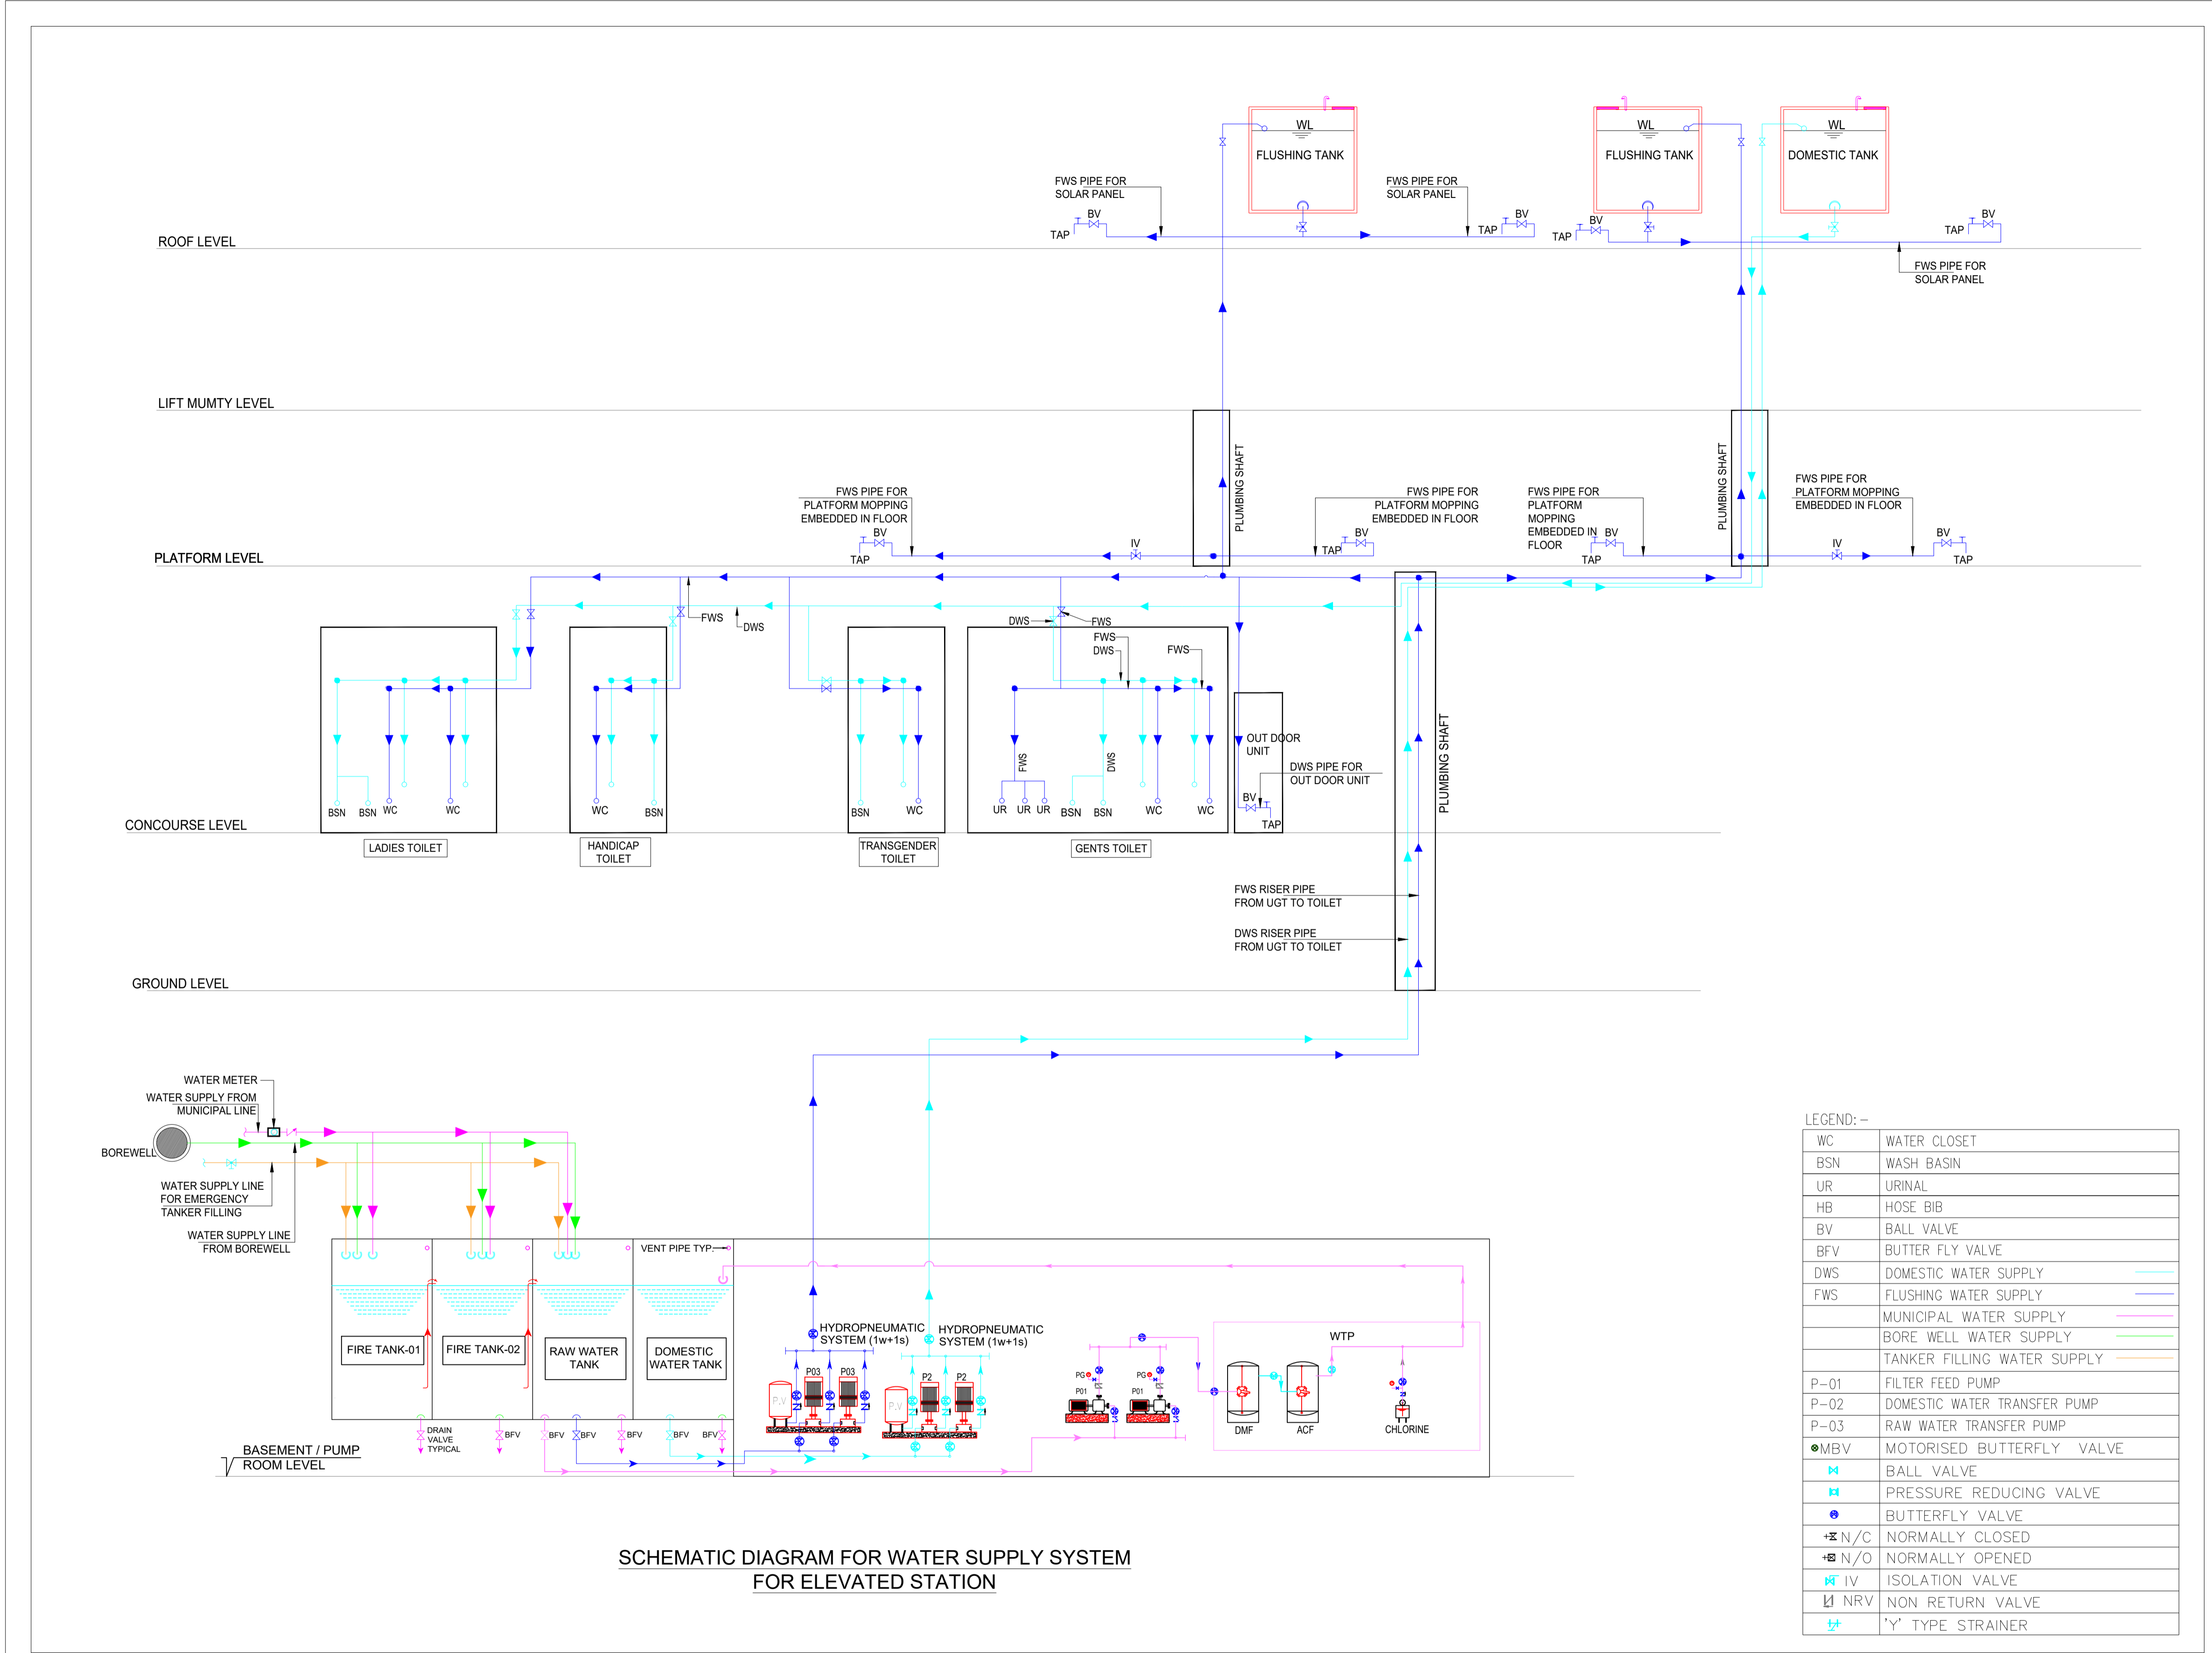 WL
FLUSHING TANK
WL
FLUSHING TANK
WL
DOMESTIC TANK
FWS PIPE FOR
SOLAR PANEL
BV
TAP
FWS PIPE FOR
SOLAR PANEL
BV
TAP
BV
TAP
BV
TAP
FWS PIPE FOR
SOLAR PANEL
ROOF LEVEL
LIFT MUMTY LEVEL
PLUMBING SHAFT
PLUMBING SHAFT
FWS PIPE FOR
PLATFORM MOPPING
EMBEDDED IN FLOOR
BV
TAP
IV
FWS PIPE FOR
PLATFORM MOPPING
EMBEDDED IN FLOOR
BV
TAP
FWS PIPE FOR
PLATFORM
MOPPING
EMBEDDED IN
FLOOR
BV
TAP
FWS PIPE FOR
PLATFORM MOPPING
EMBEDDED IN FLOOR
IV
BV
TAP
PLATFORM LEVEL
FWS
DWS
DWS
FWS
FWS
DWS
FWS
BSN
BSN
WC
WC
WC
BSN
BSN
WC
FWS
DWS
UR
UR
UR
BSN
BSN
WC
WC
OUT DOOR
UNIT
DWS PIPE FOR
OUT DOOR UNIT
BV
TAP
PLUMBING SHAFT
CONCOURSE LEVEL
LADIES TOILET
HANDICAP
TOILET
TRANSGENDER
TOILET
GENTS TOILET
FWS RISER PIPE
FROM UGT TO TOILET
DWS RISER PIPE
FROM UGT TO TOILET
GROUND LEVEL
WATER METER
WATER SUPPLY FROM
MUNICIPAL LINE
BOREWELL
WATER SUPPLY LINE
FOR EMERGENCY
TANKER FILLING
WATER SUPPLY LINE
FROM BOREWELL
VENT PIPE TYP.
FIRE TANK-01
FIRE TANK-02
RAW WATER
TANK
DOMESTIC
WATER TANK
HYDROPNEUMATIC
SYSTEM (1w+1s)
HYDROPNEUMATIC
SYSTEM (1w+1s)
P.V
P03
P03
P.V
P2
P2
PG
P01
PG
P01
WTP
DMF
ACF
CHLORINE
DRAIN
VALVE
TYPICAL
BFV
BFV
BFV
BFV
BFV
BFV
BASEMENT / PUMP
ROOM LEVEL
SCHEMATIC DIAGRAM FOR WATER SUPPLY SYSTEM
FOR ELEVATED STATION
LEGEND:-
WC WATER CLOSET
BSN WASH BASIN
UR URINAL
HB HOSE BIB
BV BALL VALVE
BFV BUTTER FLY VALVE
DWS DOMESTIC WATER SUPPLY
FWS FLUSHING WATER SUPPLY
MUNICIPAL WATER SUPPLY
BORE WELL WATER SUPPLY
TANKER FILLING WATER SUPPLY
P-01 FILTER FEED PUMP
P-02 DOMESTIC WATER TRANSFER PUMP
P-03 RAW WATER TRANSFER PUMP
MBV MOTORISED BUTTERFLY VALVE
BALL VALVE
PRESSURE REDUCING VALVE
BUTTERFLY VALVE
N/C NORMALLY CLOSED
N/O NORMALLY OPENED
IV ISOLATION VALVE
NRV NON RETURN VALVE
'Y' TYPE STRAINER